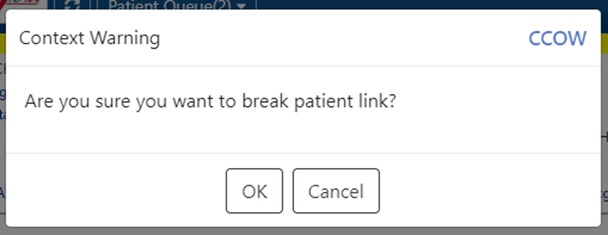 Patient Queue(2)
Context Warning
CCOW
Are you sure you want to break patient link?
OK
Cancel